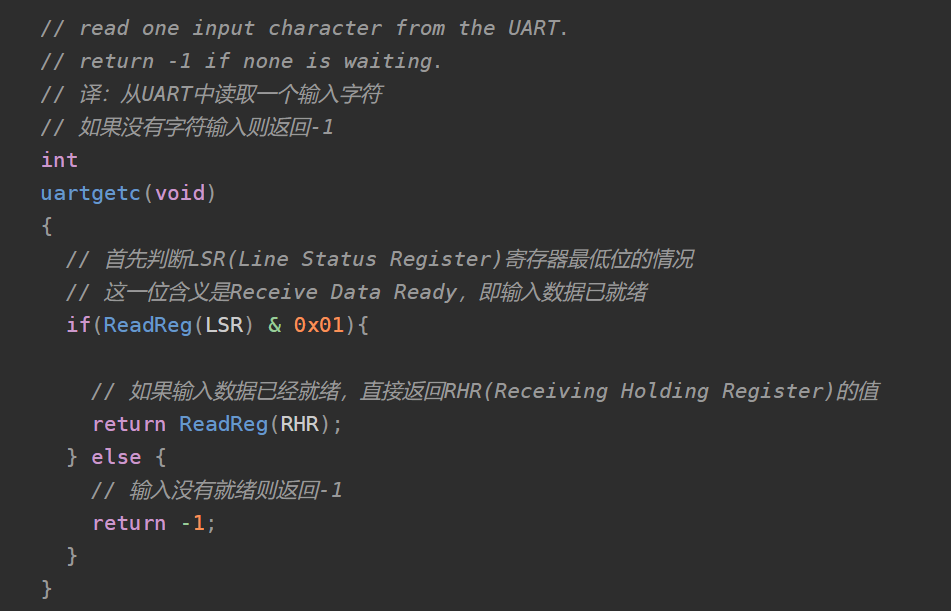 // read one input character from the UART.
// return -1 if none is waiting.
// 译：从UART中读取一个输入字符
// 如果没有字符输入则返回-1
int
uartgetc(void)
{
  // 首先判断LSR(Line Status Register)寄存器最低位的情况
  // 这一位含义是Receive Data Ready，即输入数据已就绪
  if(ReadReg(LSR) & 0x01){
    // 如果输入数据已经就绪，直接返回RHR(Receiving Holding Register)的值
    return ReadReg(RHR);
  } else {
    // 输入没有就绪则返回-1
    return -1;
  }
}